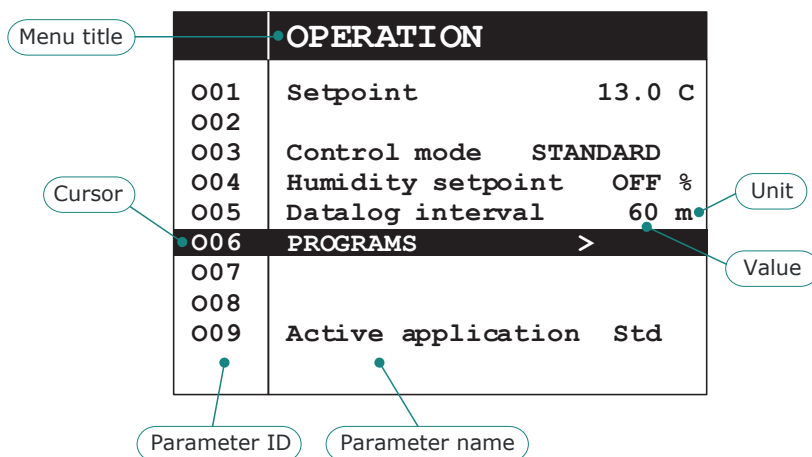 Menu title
OPERATION
O01 Setpoint 13.0 C
O02
O03 Control mode STANDARD
O04 Humidity setpoint OFF %
Cursor
Unit
O05 Datalog interval 60 m
O06 PROGRAMS >
Value
O07
O08
O09 Active application Std
Parameter ID
Parameter name